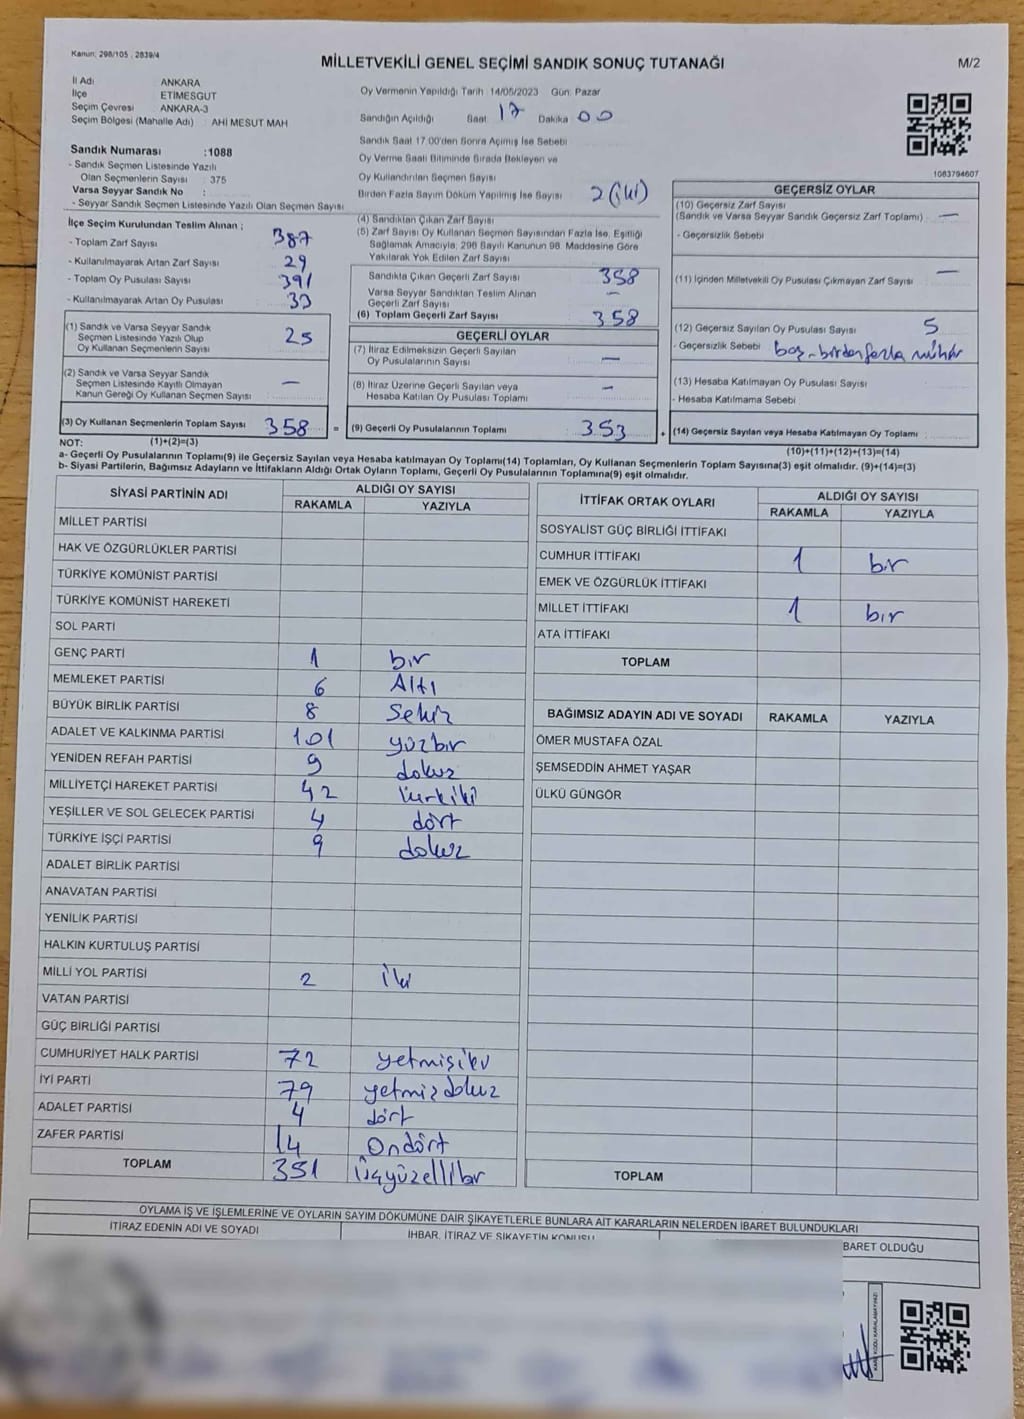 Kanun: 298/105 . 2839/4
MİLLETVEKİLİ GENEL SEÇİMİ SANDIK SONUÇ TUTANAĞI
M/2
İl Adı ANKARA
İlçe ETİMESGUT
Seçim Çevresi ANKARA-3
Seçim Bölgesi (Mahalle Adı) : AHİ MESUT MAH
Sandık Numarası :1088
- Sandık Seçmen Listesinde Yazılı
Olan Seçmenlerin Sayısı : 375
Varsa Seyyar Sandık No :
- Seyyar Sandık Seçmen Listesinde Yazılı Olan Seçmen Sayısı
Oy Vermenin Yapıldığı Tarih :14/05/2023 Gün: Pazar
Sandığın Açıldığı Saat 17 Dakika 00
Sandık Saat 17.00'den Sonra Açmış İse Sebebi
Oy Verme Saati Bitiminde Sırada Bekleyen ve
Oy Kullandırılan Seçmen Sayısı
Birden Fazla Sayım Döküm Yapılmış İse Sayısı 2 (iki)
1083794607
İlçe Seçim Kurulundan Teslim Alınan ;
- Toplam Zarf Sayısı 387
- Kullanılmayarak Artan Zarf Sayısı 29
- Toplam Oy Pusulası Sayısı 391
- Kullanılmayarak Artan Oy Pusulası : 33
(1) Sandık ve Varsa Seyyar Sandık
Seçmen Listesinde Yazılı Olup
Oy Kullanan Seçmenlerin Sayısı 25
(2) Sandık ve Varsa Seyyar Sandık
Seçmen Listesinde Kayıtlı Olmayan
Kanun Gereği Oy Kullanan Seçmen Sayısı : —
(3) Oy Kullanan Seçmenlerin Toplam Sayısı 358 =
(4) Sandıktan Çıkan Zarf Sayısı
(5) Zarf Sayısı Oy Kullanan Seçmen Sayısından Fazla İse, Eşitliği
Sağlamak Amacıyla, 298 Sayılı Kanunun 98. Maddesine Göre
Yakılarak Yok Edilen Zarf Sayısı
Sandıkta Çıkan Geçerli Zarf Sayısı 358
Varsa Seyyar Sandıktan Teslim Alınan
Geçerli Zarf Sayısı —
(6) Toplam Geçerli Zarf Sayısı 358
GEÇERLİ OYLAR
(7) İtiraz Edilmeksizin Geçerli Sayılan
Oy Pusulalarının Sayısı —
(8) İtiraz Üzerine Geçerli Sayılan veya
Hesaba Katılan Oy Pusulası Toplamı —
(9) Geçerli Oy Pusulalarının Toplamı 353 +
GEÇERSİZ OYLAR
(10) Geçersiz Zarf Sayısı
(Sandık ve Varsa Seyyar Sandık Geçersiz Zarf Toplamı) : —
- Geçersizlik Sebebi
(11) İçinden Milletvekili Oy Pusulası Çıkmayan Zarf Sayısı —
(12) Geçersiz Sayılan Oy Pusulası Sayısı 5
- Geçersizlik Sebebi boş-birden fazla mühür
(13) Hesaba Katılmayan Oy Pusulası Sayısı
- Hesaba Katılmama Sebebi
(14) Geçersiz Sayılan veya Hesaba Katılmayan Oy Toplamı :
NOT: (1)+(2)=(3) (10)+(11)+(12)+(13)=(14)
a- Geçerli Oy Pusulalarının Toplamı(9) ile Geçersiz Sayılan veya Hesaba katılmayan Oy Toplamı(14) Toplamları, Oy Kullanan Seçmenlerin Toplam Sayısına(3) eşit olmalıdır. (9)+(14)=(3)
b- Siyasi Partilerin, Bağımsız Adayların ve İttifakların Aldığı Ortak Oyların Toplamı, Geçerli Oy Pusulalarının Toplamına(9) eşit olmalıdır.
SİYASİ PARTİNİN ADI ALDIĞI OY SAYISI
RAKAMLA YAZIYLA
MİLLET PARTİSİ
HAK VE ÖZGÜRLÜKLER PARTİSİ
TÜRKİYE KOMÜNİST PARTİSİ
TÜRKİYE KOMÜNİST HAREKETİ
SOL PARTİ
GENÇ PARTİ 1 bir
MEMLEKET PARTİSİ 6 Altı
BÜYÜK BİRLİK PARTİSİ 8 Sekiz
ADALET VE KALKINMA PARTİSİ 101 yüzbir
YENİDEN REFAH PARTİSİ 9 dokuz
MİLLİYETÇİ HAREKET PARTİSİ 42 kırkiki
YEŞİLLER VE SOL GELECEK PARTİSİ 4 dört
TÜRKİYE İŞÇİ PARTİSİ 9 dokuz
ADALET BİRLİK PARTİSİ
ANAVATAN PARTİSİ
YENİLİK PARTİSİ
HALKIN KURTULUŞ PARTİSİ
MİLLİ YOL PARTİSİ 2 iki
VATAN PARTİSİ
GÜÇ BİRLİĞİ PARTİSİ
CUMHURİYET HALK PARTİSİ 72 yetmişiki
İYİ PARTİ 79 yetmiş dokuz
ADALET PARTİSİ 4 dört
ZAFER PARTİSİ 14 Ondört
TOPLAM 351 Üçyüzellibir
İTTİFAK ORTAK OYLARI ALDIĞI OY SAYISI
RAKAMLA YAZIYLA
SOSYALİST GÜÇ BİRLİĞİ İTTİFAKI
CUMHUR İTTİFAKI 1 bir
EMEK VE ÖZGÜRLÜK İTTİFAKI
MİLLET İTTİFAKI 1 bir
ATA İTTİFAKI
TOPLAM
BAĞIMSIZ ADAYIN ADI VE SOYADI RAKAMLA YAZIYLA
ÖMER MUSTAFA ÖZAL
ŞEMSEDDİN AHMET YAŞAR
ÜLKÜ GÜNGÖR
TOPLAM
OYLAMA İŞ VE İŞLEMLERİNE VE OYLARIN SAYIM DÖKÜMÜNE DAİR ŞİKAYETLERLE BUNLARA AİT KARARLARIN NELERDEN İBARET BULUNDUKLARI
İTİRAZ EDENİN ADI VE SOYADI
İHBAR, İTİRAZ VE ŞİKAYETİN KONUSU
BARET OLDUĞU
KARE KODU KARALAMAYINIZ!